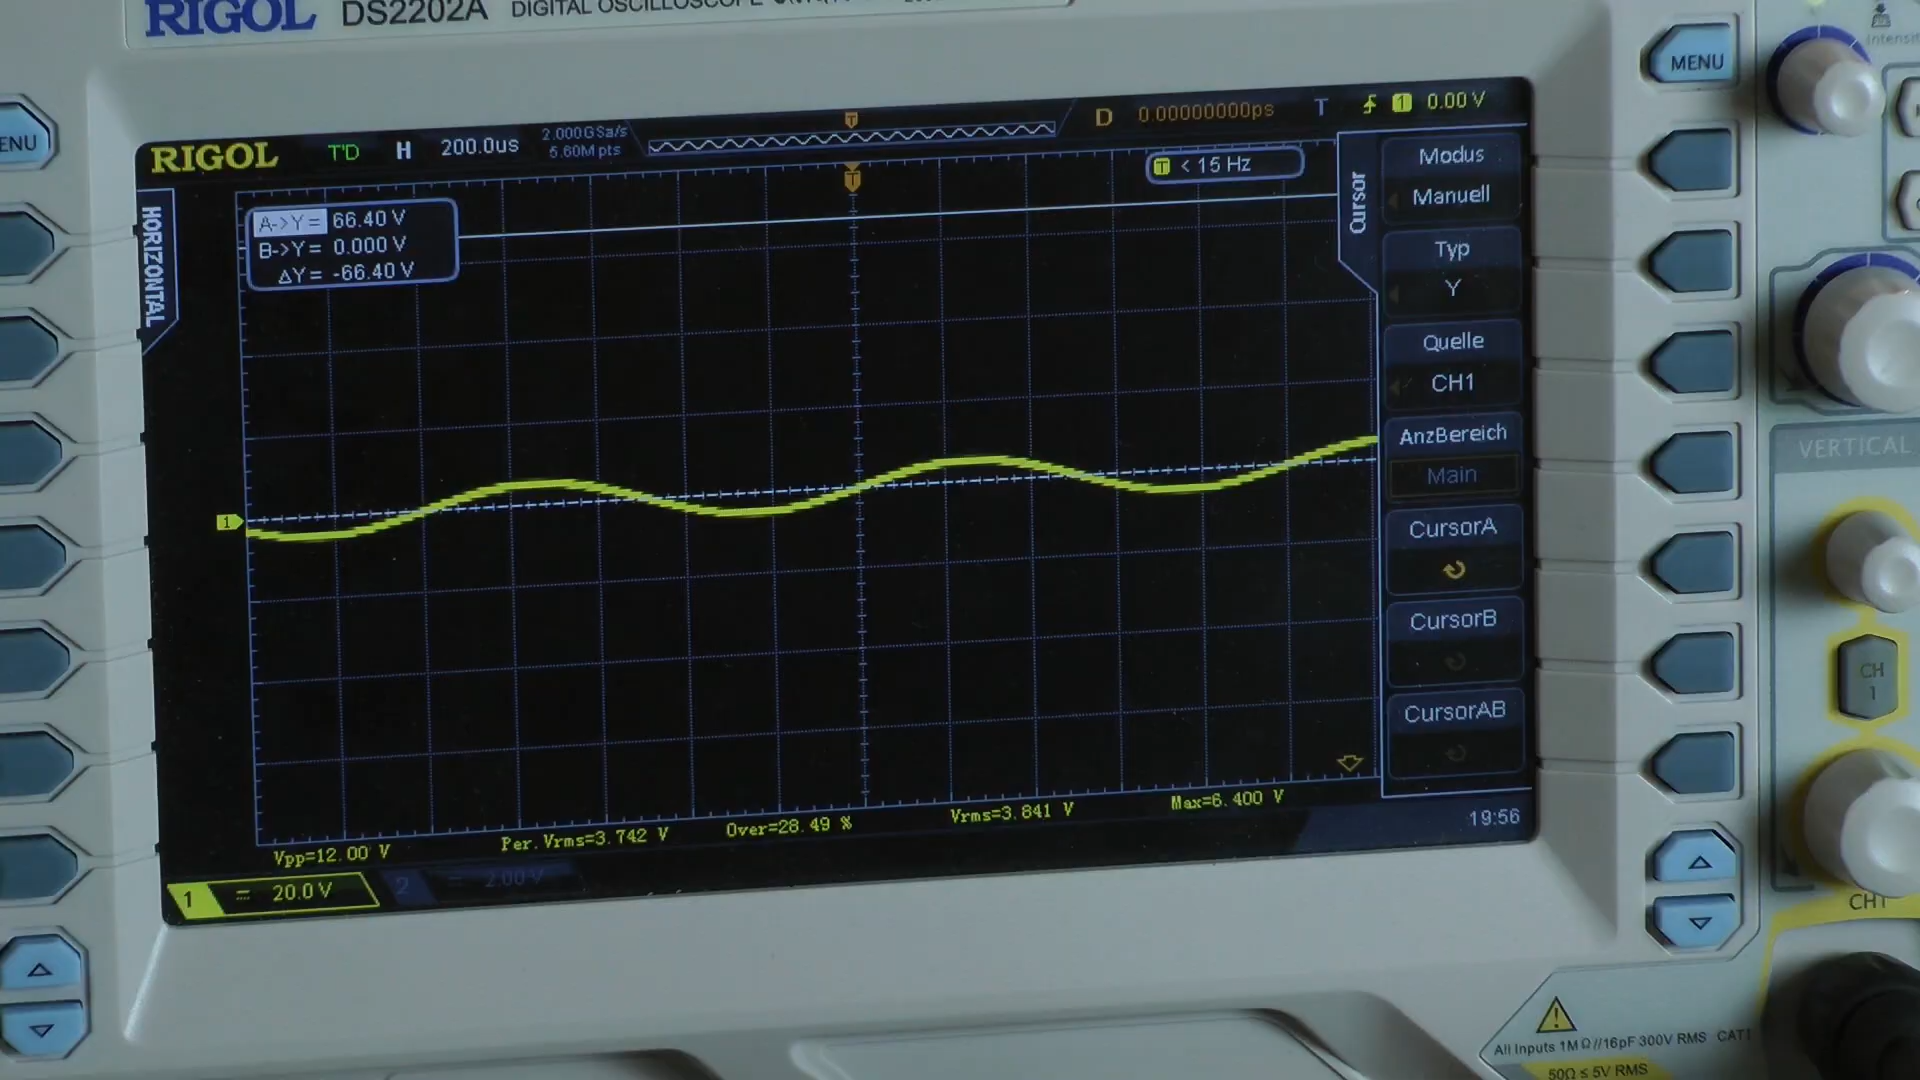 RIGOL DS2202A DIGITAL OSCILLOSCOPE
RIGOL T'D H 200.0us 2.000GSa/s 5.60M pts D 0.00000000ps T 1 0.00 V
T < 15 Hz
HORIZONTAL
A->Y= 66.40 V
B->Y= 0.000 V
ΔY= -66.40 V
Cursor
Modus
Manuell
Typ
Y
Quelle
CH1
AnzBereich
Main
CursorA
CursorB
CursorAB
1
Vpp=12.00 V Per.Vrms=3.742 V Over=28.49 % Vrms=3.841 V Max=6.400 V
19:56
1 = 20.0 V 2 = 2.00 V
ENU
MENU
VERTICAL
CH
1
CH1
All Inputs 1MΩ//16pF 300V RMS CAT I
50Ω ≤ 5V RMS